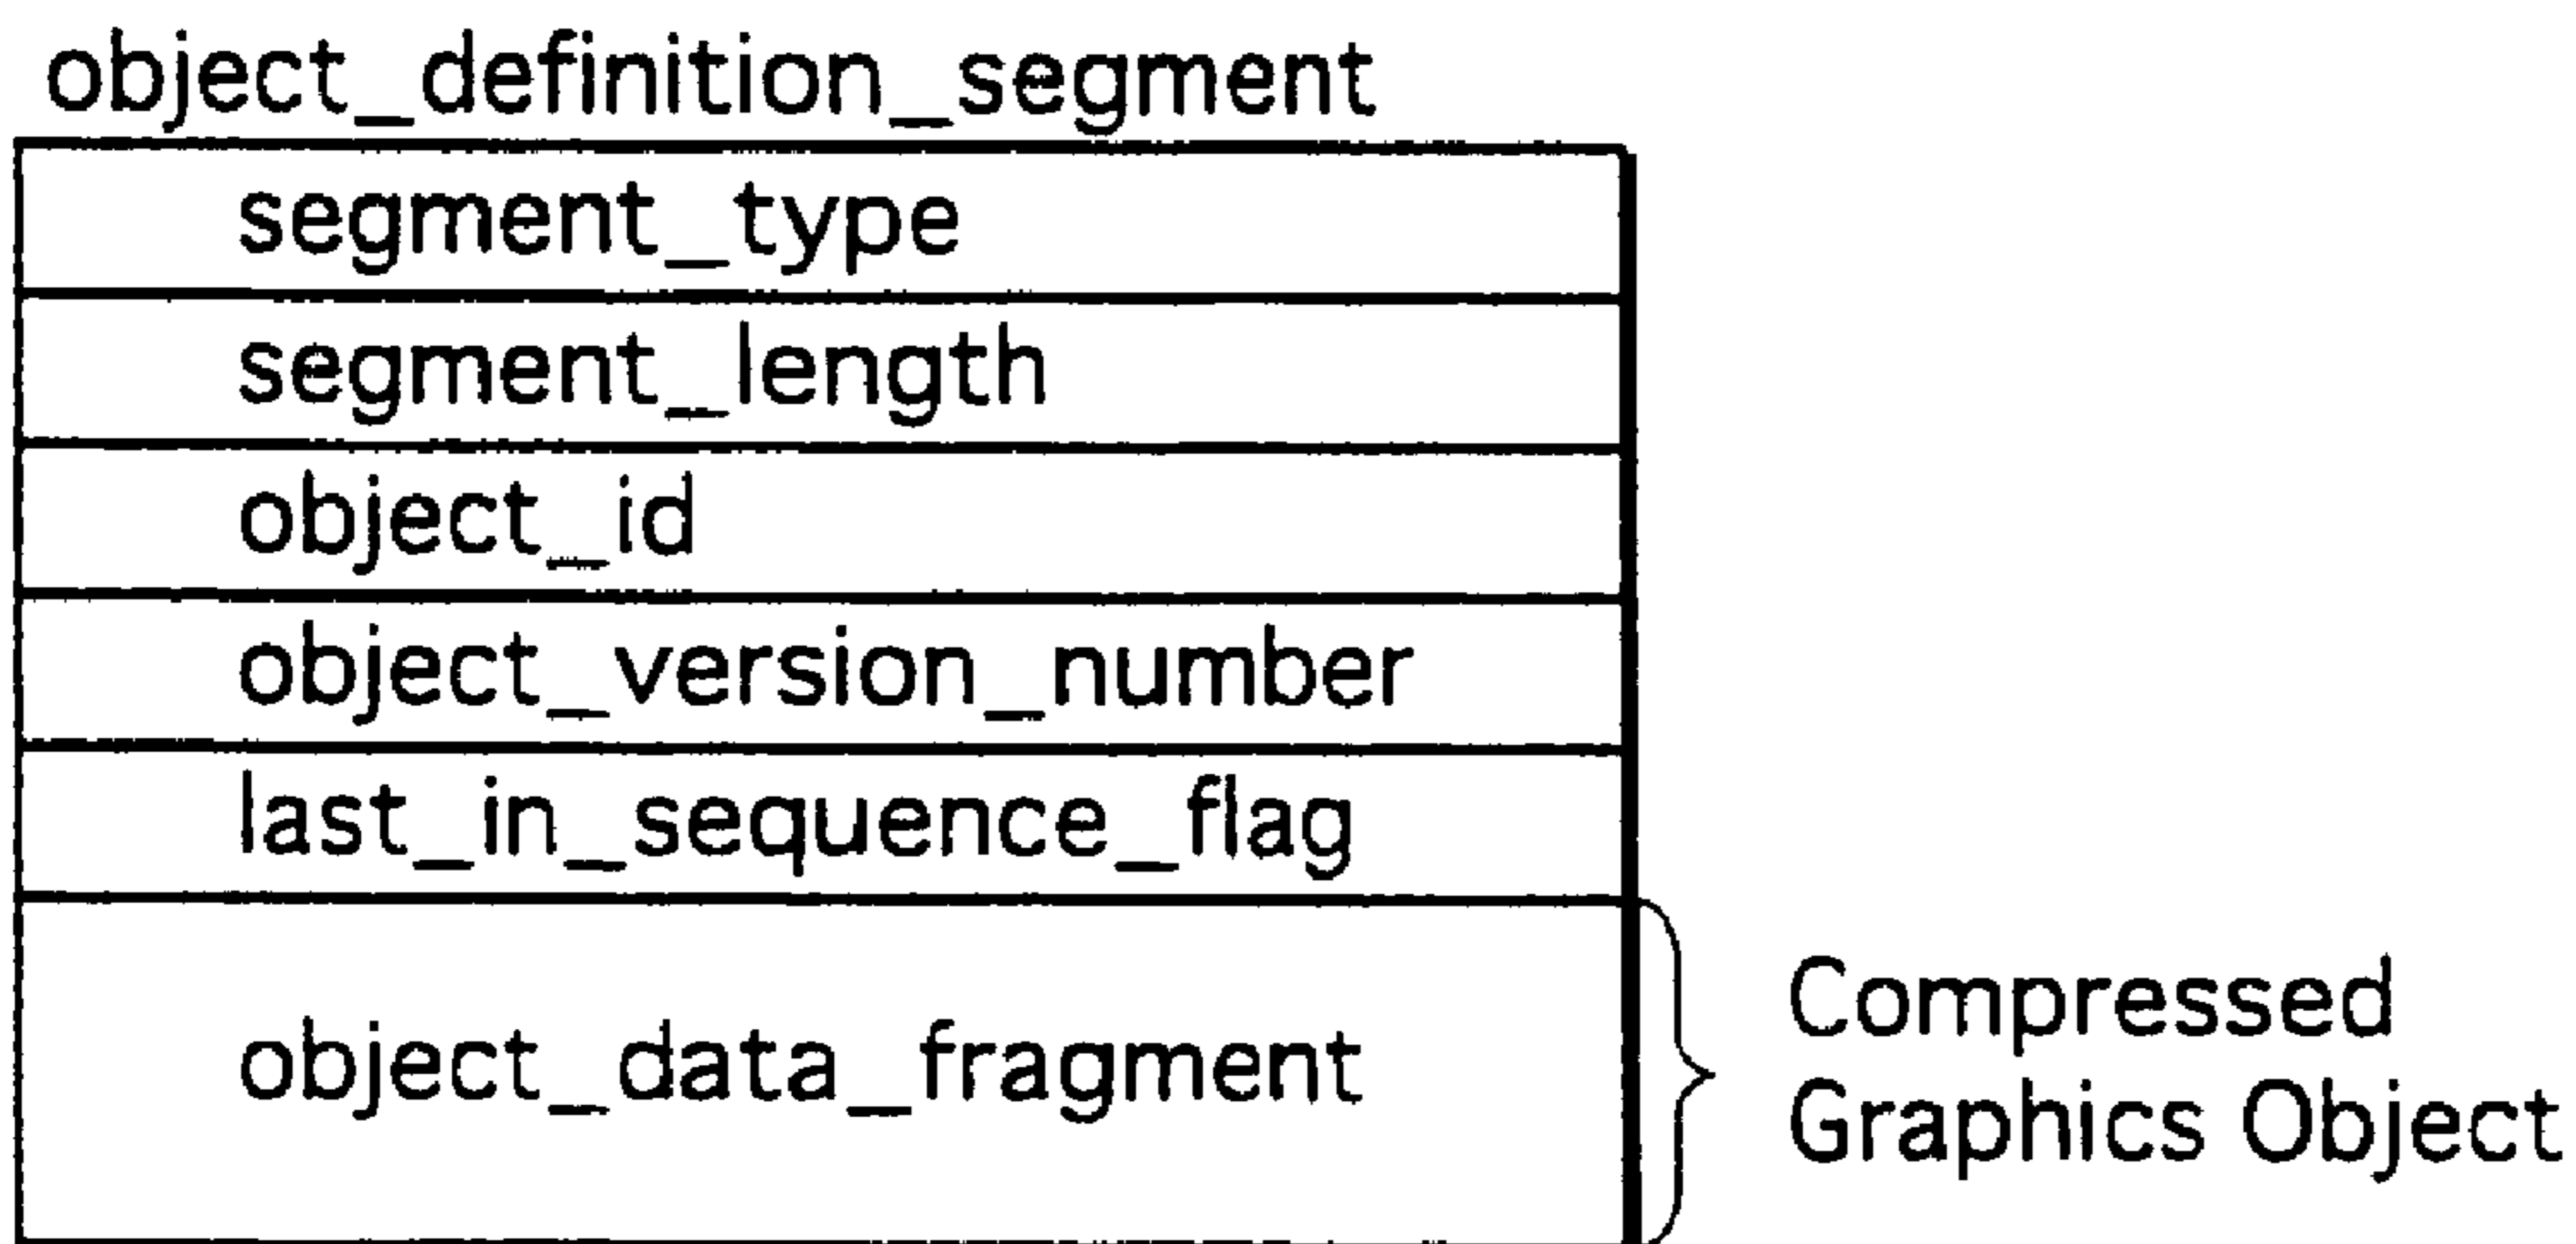 object_definition_segment
segment_type
segment_length
object_id
object_version_number
last_in_sequence_flag
object_data_fragment
Compressed
Graphics Object